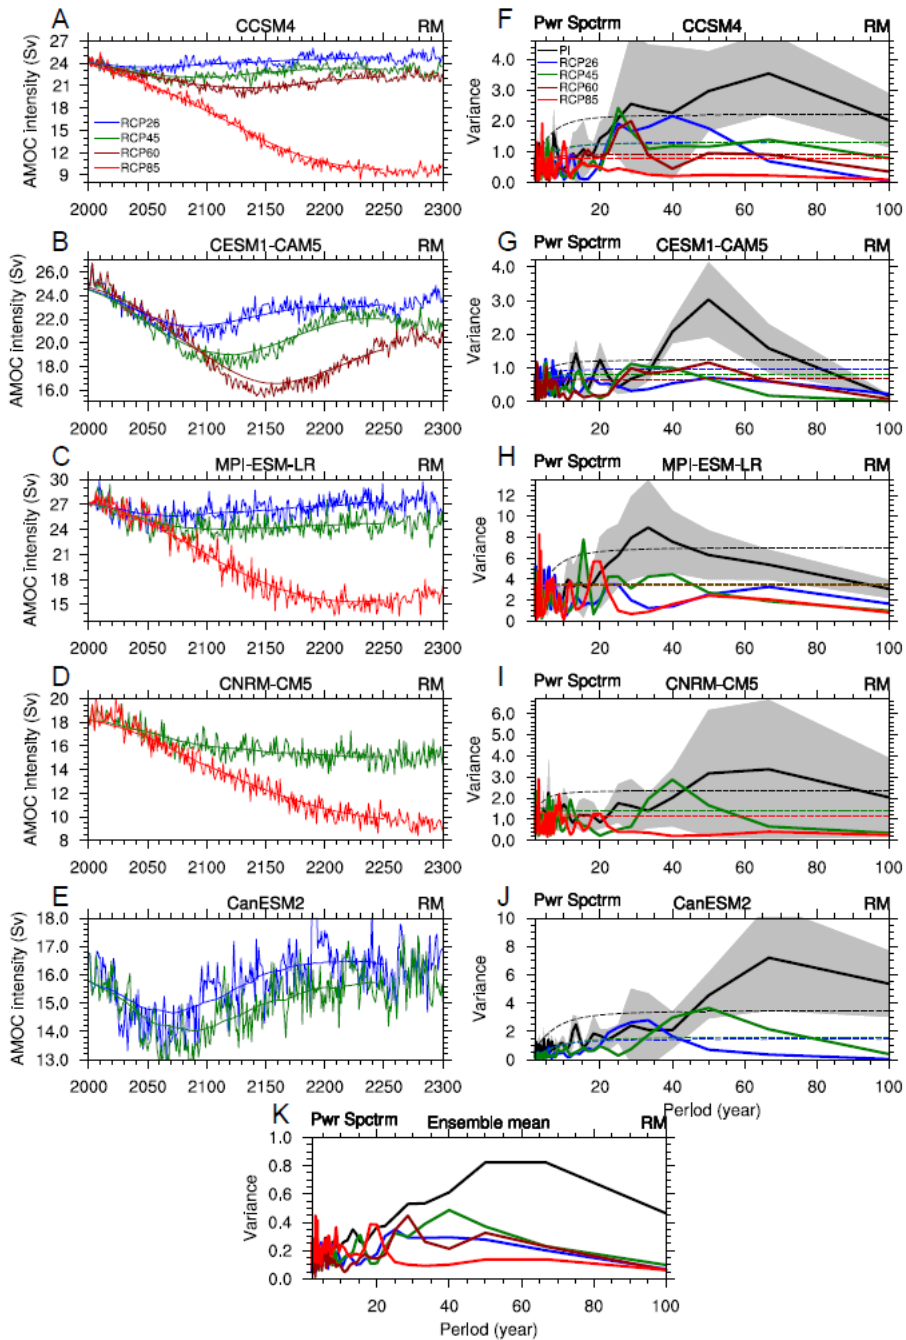 A CCSM4 RM
AMOC intensity (Sv)
27
24
21
18
15
12
9
RCP26
RCP45
RCP60
RCP85
2000 2050 2100 2150 2200 2250 2300
F Pwr Spctrm CCSM4 RM
Variance
4.0
3.0
2.0
1.0
0.0
PI
RCP26
RCP45
RCP60
RCP85
20 40 60 80 100
B CESM1-CAM5 RM
AMOC Intensity (Sv)
26.0
24.0
22.0
20.0
18.0
16.0
2000 2050 2100 2150 2200 2250 2300
G Pwr Spctrm CESM1-CAM5 RM
Variance
4.0
3.0
2.0
1.0
0.0
20 40 60 80 100
C MPI-ESM-LR RM
AMOC intensity (Sv)
30
27
24
21
18
15
2000 2050 2100 2150 2200 2250 2300
H Pwr Spctrm MPI-ESM-LR RM
Variance
12
10
8
6
4
2
0
20 40 60 80 100
D CNRM-CM5 RM
AMOC Intensity (Sv)
20
18
16
14
12
10
8
2000 2050 2100 2150 2200 2250 2300
I Pwr Spctrm CNRM-CM5 RM
Variance
6.0
5.0
4.0
3.0
2.0
1.0
0.0
20 40 60 80 100
E CanESM2 RM
AMOC intensity (Sv)
18.0
17.0
16.0
15.0
14.0
13.0
2000 2050 2100 2150 2200 2250 2300
J Pwr Spctrm CanESM2 RM
Variance
10
8
6
4
2
0
20 40 60 80 100
Period (year)
K Pwr Spctrm Ensemble mean RM
Variance
1.0
0.8
0.6
0.4
0.2
0.0
20 40 60 80 100
Period (year)